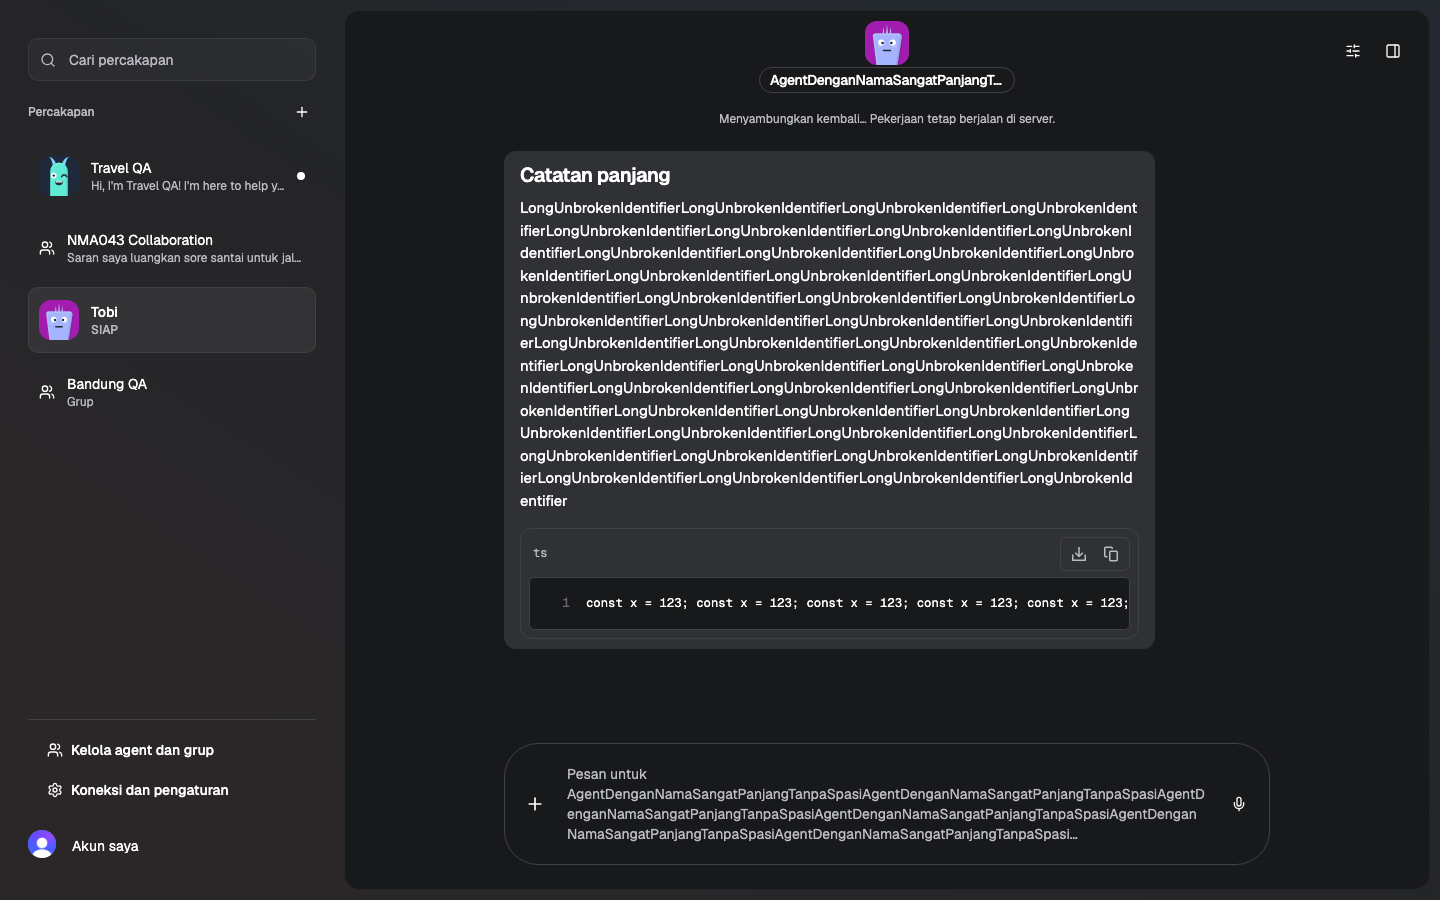 Cari percakapan
Percakapan
Travel QA
Hi, I'm Travel QA! I'm here to help y...
NMA043 Collaboration
Saran saya luangkan sore santai untuk jal...
Tobi
SIAP
Bandung QA
Grup
Kelola agent dan grup
Koneksi dan pengaturan
Akun saya
AgentDenganNamaSangatPanjangT...
Menyambungkan kembali... Pekerjaan tetap berjalan di server.
Catatan panjang
LongUnbrokenIdentifierLongUnbrokenIdentifierLongUnbrokenIdentifierLongUnbrokenIdent
ifierLongUnbrokenIdentifierLongUnbrokenIdentifierLongUnbrokenIdentifierLongUnbrokenI
dentifierLongUnbrokenIdentifierLongUnbrokenIdentifierLongUnbrokenIdentifierLongUnbro
kenIdentifierLongUnbrokenIdentifierLongUnbrokenIdentifierLongUnbrokenIdentifierLongU
nbrokenIdentifierLongUnbrokenIdentifierLongUnbrokenIdentifierLongUnbrokenIdentifierLo
ngUnbrokenIdentifierLongUnbrokenIdentifierLongUnbrokenIdentifierLongUnbrokenIdentifi
erLongUnbrokenIdentifierLongUnbrokenIdentifierLongUnbrokenIdentifierLongUnbrokenIde
ntifierLongUnbrokenIdentifierLongUnbrokenIdentifierLongUnbrokenIdentifierLongUnbroke
nIdentifierLongUnbrokenIdentifierLongUnbrokenIdentifierLongUnbrokenIdentifierLongUnbr
okenIdentifierLongUnbrokenIdentifierLongUnbrokenIdentifierLongUnbrokenIdentifierLong
UnbrokenIdentifierLongUnbrokenIdentifierLongUnbrokenIdentifierLongUnbrokenIdentifierL
ongUnbrokenIdentifierLongUnbrokenIdentifierLongUnbrokenIdentifierLongUnbrokenIdentif
ierLongUnbrokenIdentifierLongUnbrokenIdentifierLongUnbrokenIdentifierLongUnbrokenId
entifier
ts
1 const x = 123; const x = 123; const x = 123; const x = 123; const x = 123;
Pesan untuk
AgentDenganNamaSangatPanjangTanpaSpasiAgentDenganNamaSangatPanjangTanpaSpasiAgentD
enganNamaSangatPanjangTanpaSpasiAgentDenganNamaSangatPanjangTanpaSpasiAgentDengan
NamaSangatPanjangTanpaSpasiAgentDenganNamaSangatPanjangTanpaSpasi...